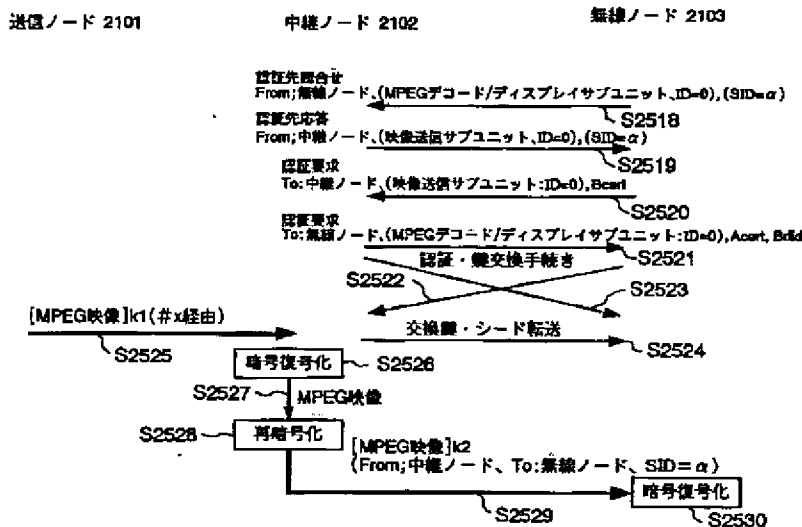 送信ノード 2101
中継ノード 2102
無線ノード 2103
認証先問合せ
From;無線ノード、(MPEGデコード/ディスプレイサブユニット、ID=0),(SID=α)
S2518
認証先応答
From;中継ノード、(映像送信サブユニット、ID=0),(SID=α)
S2519
認証要求
To:中継ノード、(映像送信サブユニット:ID=0),Bcert
S2520
認証要求
To:無線ノード、(MPEGデコード/ディスプレイサブユニット:ID=0),Acert, Bdid
S2521
認証・鍵交換手続き
S2522
S2523
[MPEG映像]k1(#x経由)
交換鍵・シード転送
S2524
S2525
暗号復号化
S2526
S2527
MPEG映像
S2528
再暗号化
[MPEG映像]k2
(From;中継ノード、To:無線ノード、SID=α)
暗号復号化
S2529
S2530